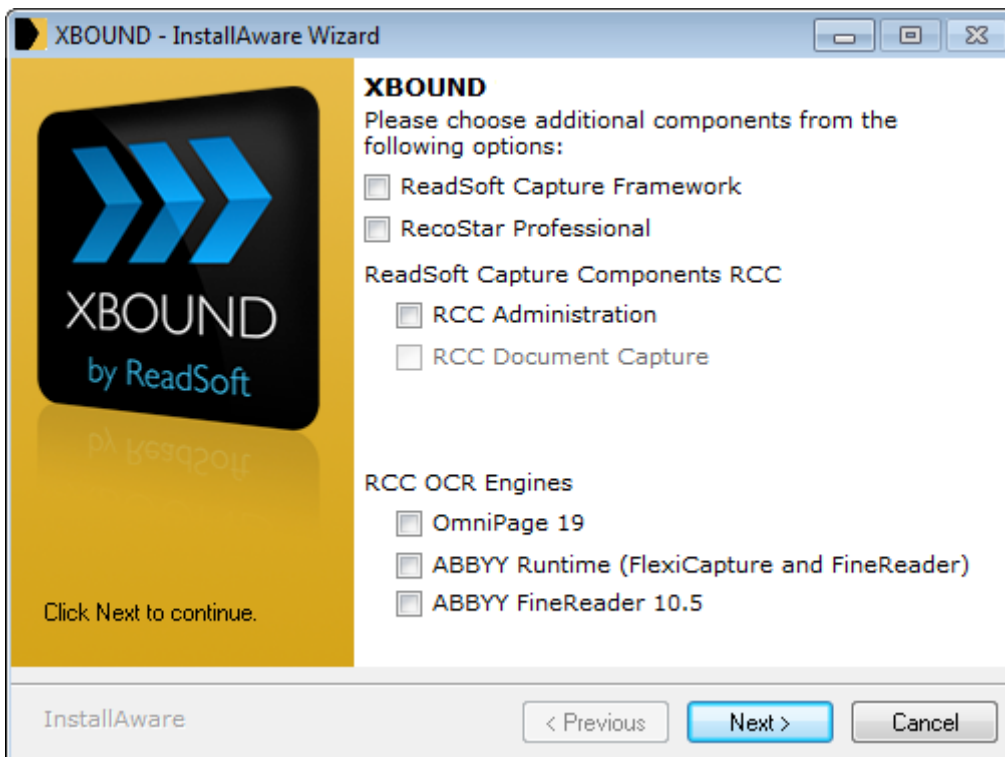 XBOUND - InstallAware Wizard
XBOUND
by ReadSoft
by ReadSoft
Click Next to continue.
XBOUND
Please choose additional components from the
following options:
ReadSoft Capture Framework
RecoStar Professional
ReadSoft Capture Components RCC
RCC Administration
RCC Document Capture
RCC OCR Engines
OmniPage 19
ABBYY Runtime (FlexiCapture and FineReader)
ABBYY FineReader 10.5
InstallAware
< Previous
Next >
Cancel